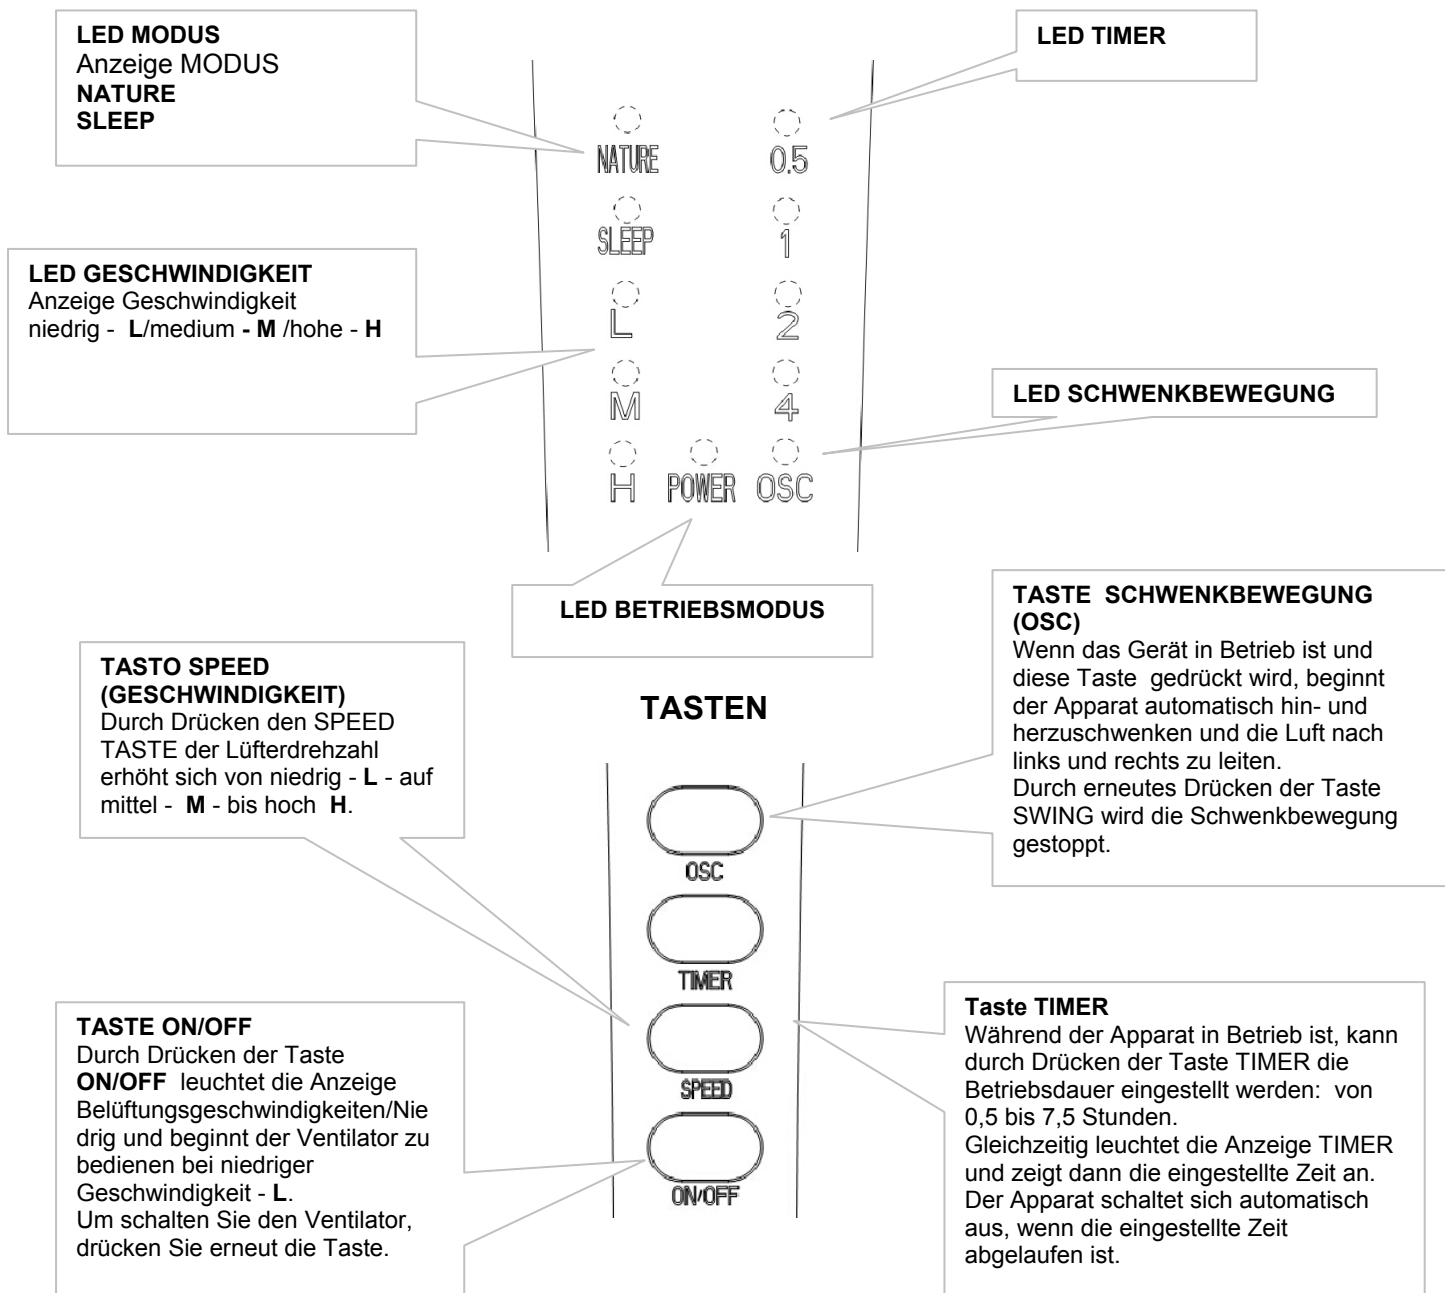 LED MODUS
Anzeige MODUS
NATURE
SLEEP
LED TIMER
NATURE 0.5
SLEEP 1
LED GESCHWINDIGKEIT
Anzeige Geschwindigkeit
niedrig - L/medium - M /hohe - H
L 2
M 4
LED SCHWENKBEWEGUNG
H POWER OSC
LED BETRIEBSMODUS
TASTE SCHWENKBEWEGUNG
(OSC)
Wenn das Gerät in Betrieb ist und
diese Taste gedrückt wird, beginnt
der Apparat automatisch hin- und
herzuschwenken und die Luft nach
links und rechts zu leiten.
Durch erneutes Drücken der Taste
SWING wird die Schwenkbewegung
gestoppt.
TASTO SPEED
(GESCHWINDIGKEIT)
Durch Drücken den SPEED
TASTE der Lüfterdrehzahl
erhöht sich von niedrig - L - auf
mittel - M - bis hoch H.
TASTEN
OSC
TIMER
SPEED
ON/OFF
TASTE ON/OFF
Durch Drücken der Taste
ON/OFF leuchtet die Anzeige
Belüftungsgeschwindigkeiten/Nie
drig und beginnt der Ventilator zu
bedienen bei niedriger
Geschwindigkeit - L.
Um schalten Sie den Ventilator,
drücken Sie erneut die Taste.
Taste TIMER
Während der Apparat in Betrieb ist, kann
durch Drücken der Taste TIMER die
Betriebsdauer eingestellt werden: von
0,5 bis 7,5 Stunden.
Gleichzeitig leuchtet die Anzeige TIMER
und zeigt dann die eingestellte Zeit an.
Der Apparat schaltet sich automatisch
aus, wenn die eingestellte Zeit
abgelaufen ist.